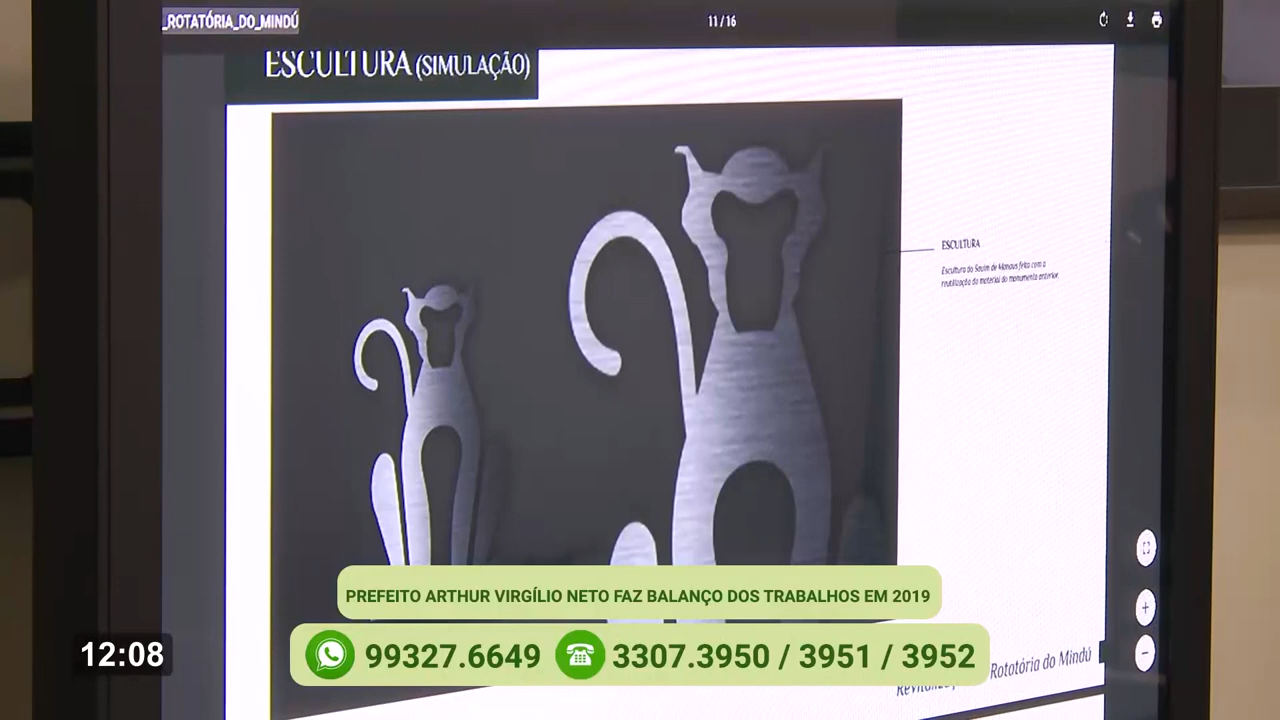 _ROTATÓRIA_DO_MINDÚ
11 / 16
ESCULTURA (SIMULAÇÃO)
ESCULTURA
Escultura do Sauim de Manaus feita com a
reutilização do material do monumento anterior.
PREFEITO ARTHUR VIRGÍLIO NETO FAZ BALANÇO DOS TRABALHOS EM 2019
12:08
99327.6649 3307.3950 / 3951 / 3952
Rotatória do Mindú